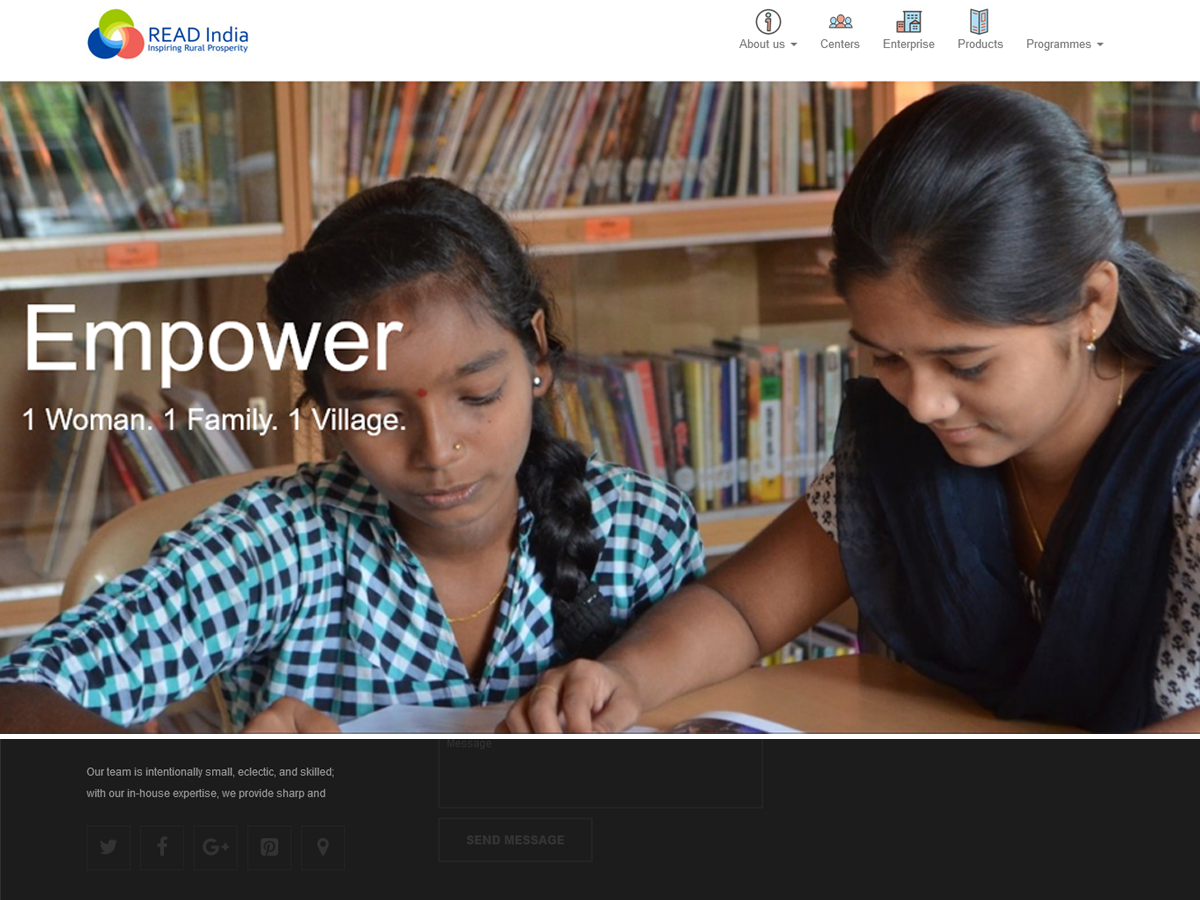 READ India
Inspiring Rural Prosperity
About us
Centers
Enterprise
Products
Programmes
Empower
1 Woman. 1 Family. 1 Village.
Message
Our team is intentionally small, eclectic, and skilled;
with our in-house expertise, we provide sharp and
SEND MESSAGE